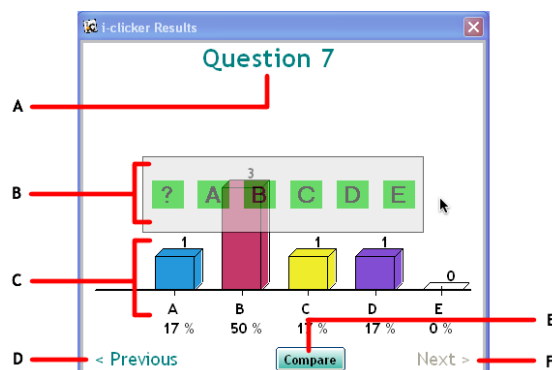 i-clicker Results
Question 7
A
B
3
? A B C D E
C
1 1 1 0
A B C D E
17 % 50 % 17 % 17 % 0 %
E
D
< Previous Compare Next >
F